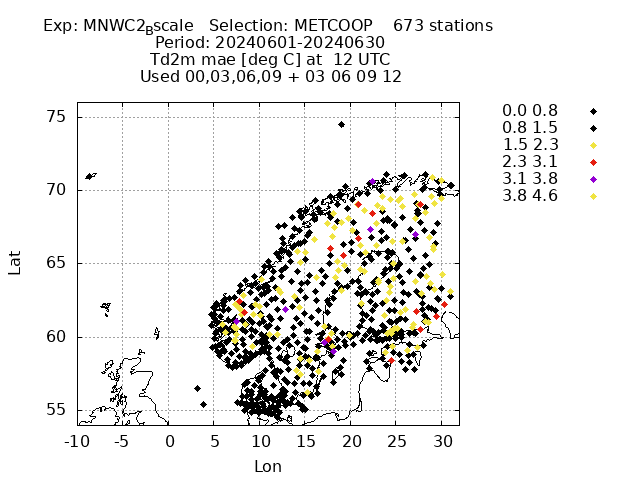 Exp: MNWC2Bscale   Selection: METCOOP    673 stations
Period: 20240601-20240630
Td2m mae [deg C] at  12 UTC
Used 00,03,06,09 + 03 06 09 12
0.0 0.8
0.8 1.5
1.5 2.3
2.3 3.1
3.1 3.8
3.8 4.6
75
70
65
60
55
Lat
-10 -5 0 5 10 15 20 25 30
Lon